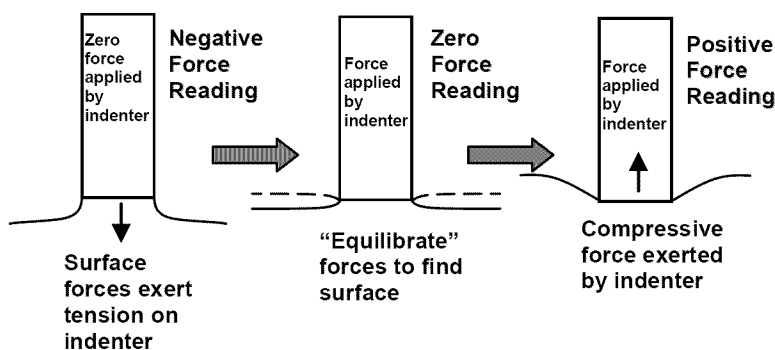 Zero
force
applied
by
indenter
Negative
Force
Reading
Surface
forces exert
tension on
indenter
Force
applied
by
indenter
Zero
Force
Reading
“Equilibrate”
forces to find
surface
Force
applied
by
indenter
Positive
Force
Reading
Compressive
force exerted
by indenter